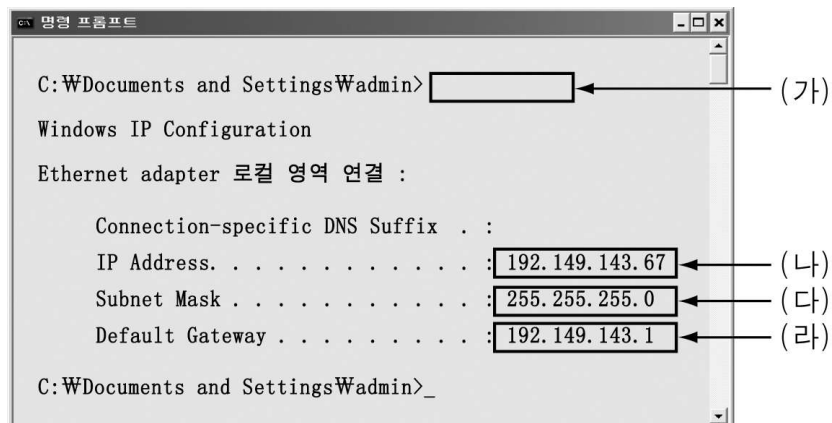 명령 프롬프트
C:₩Documents and Settings₩admin>
(가)
Windows IP Configuration
Ethernet adapter 로컬 영역 연결 :
Connection-specific DNS Suffix . :
IP Address. . . . . . . . . . . . : 192.149.143.67 (나)
Subnet Mask . . . . . . . . . . . : 255.255.255.0 (다)
Default Gateway . . . . . . . . . : 192.149.143.1 (라)
C:₩Documents and Settings₩admin>_